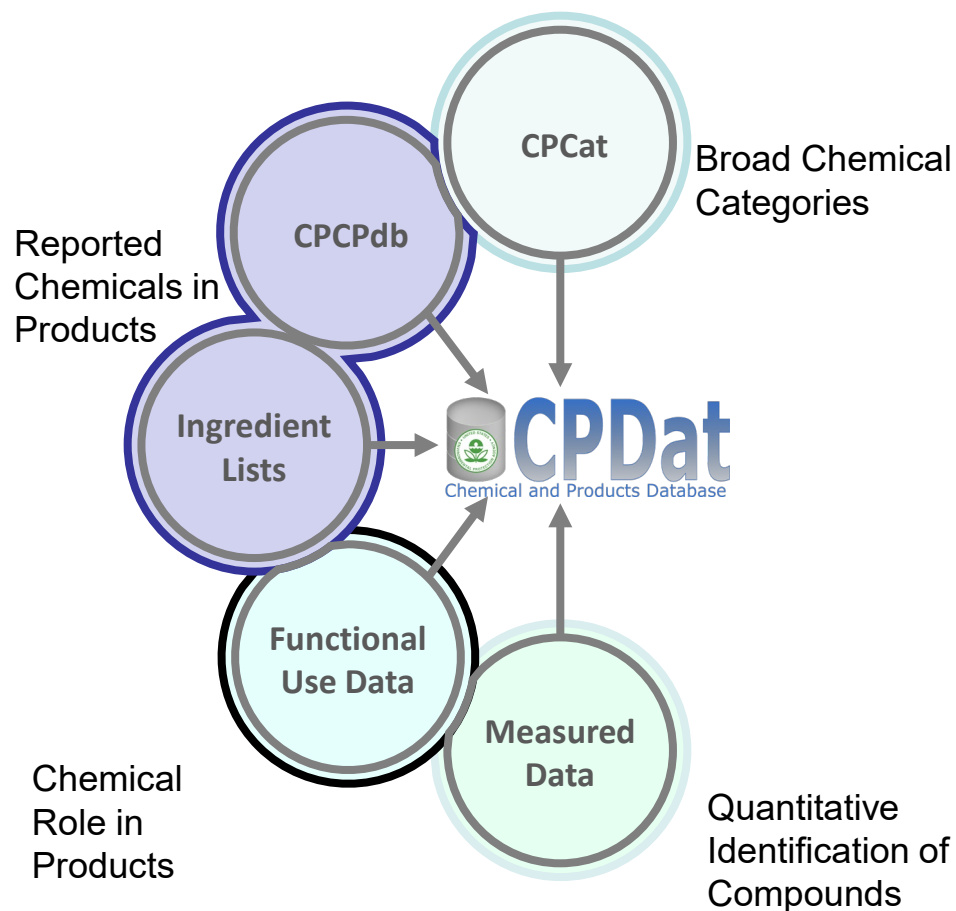 CPCat
Broad Chemical
Categories
CPCPdb
Reported
Chemicals in
Products
Ingredient
Lists
CPDat
Chemical and Products Database
Functional
Use Data
Measured
Data
Chemical
Role in
Products
Quantitative
Identification of
Compounds